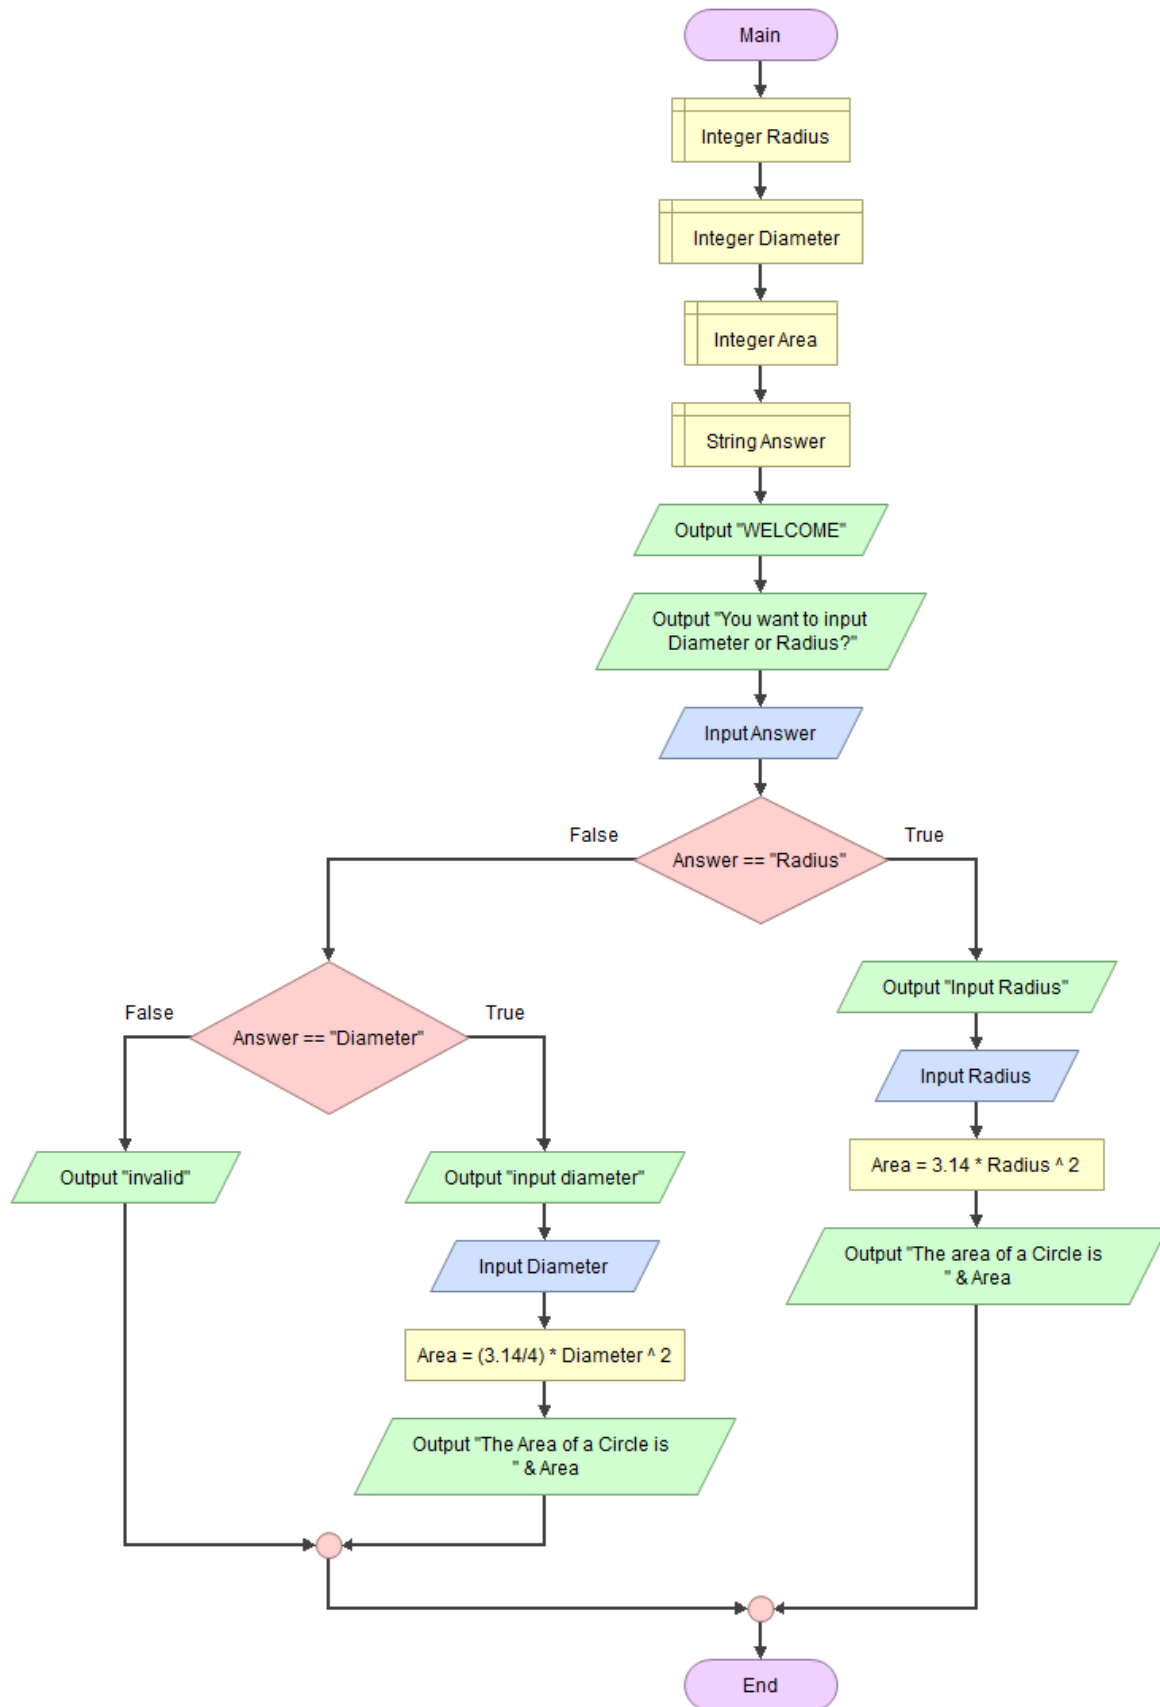 Main
Integer Radius
Integer Diameter
Integer Area
String Answer
Output "WELCOME"
Output "You want to input
Diameter or Radius?"
Input Answer
False
True
Answer == "Radius"
False
True
Answer == "Diameter"
Output "invalid"
Output "input diameter"
Input Diameter
Area = (3.14/4) * Diameter ^ 2
Output "The Area of a Circle is
" & Area
Output "Input Radius"
Input Radius
Area = 3.14 * Radius ^ 2
Output "The area of a Circle is
" & Area
End